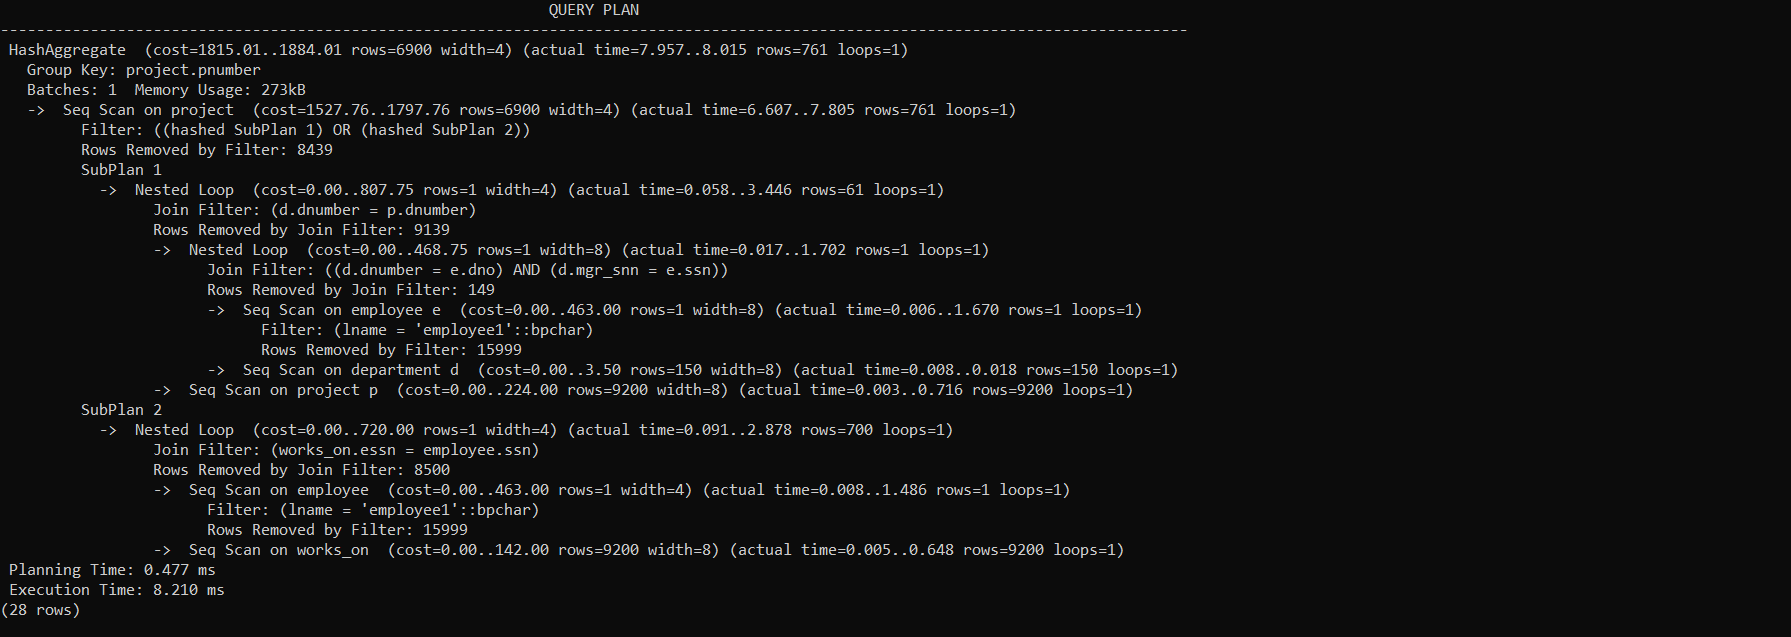 QUERY PLAN
------------------------------------------------------------------------------------------------------------------------------------
HashAggregate  (cost=1815.01..1884.01 rows=6900 width=4) (actual time=7.957..8.015 rows=761 loops=1)
Group Key: project.pnumber
Batches: 1  Memory Usage: 273kB
->  Seq Scan on project  (cost=1527.76..1797.76 rows=6900 width=4) (actual time=6.607..7.805 rows=761 loops=1)
Filter: ((hashed SubPlan 1) OR (hashed SubPlan 2))
Rows Removed by Filter: 8439
SubPlan 1
->  Nested Loop  (cost=0.00..807.75 rows=1 width=4) (actual time=0.058..3.446 rows=61 loops=1)
Join Filter: (d.dnumber = p.dnumber)
Rows Removed by Join Filter: 9139
->  Nested Loop  (cost=0.00..468.75 rows=1 width=8) (actual time=0.017..1.702 rows=1 loops=1)
Join Filter: ((d.dnumber = e.dno) AND (d.mgr_snn = e.ssn))
Rows Removed by Join Filter: 149
->  Seq Scan on employee e  (cost=0.00..463.00 rows=1 width=8) (actual time=0.006..1.670 rows=1 loops=1)
Filter: (lname = 'employee1'::bpchar)
Rows Removed by Filter: 15999
->  Seq Scan on department d  (cost=0.00..3.50 rows=150 width=8) (actual time=0.008..0.018 rows=150 loops=1)
->  Seq Scan on project p  (cost=0.00..224.00 rows=9200 width=8) (actual time=0.003..0.716 rows=9200 loops=1)
SubPlan 2
->  Nested Loop  (cost=0.00..720.00 rows=1 width=4) (actual time=0.091..2.878 rows=700 loops=1)
Join Filter: (works_on.essn = employee.ssn)
Rows Removed by Join Filter: 8500
->  Seq Scan on employee  (cost=0.00..463.00 rows=1 width=4) (actual time=0.008..1.486 rows=1 loops=1)
Filter: (lname = 'employee1'::bpchar)
Rows Removed by Filter: 15999
->  Seq Scan on works_on  (cost=0.00..142.00 rows=9200 width=8) (actual time=0.005..0.648 rows=9200 loops=1)
Planning Time: 0.477 ms
Execution Time: 8.210 ms
(28 rows)